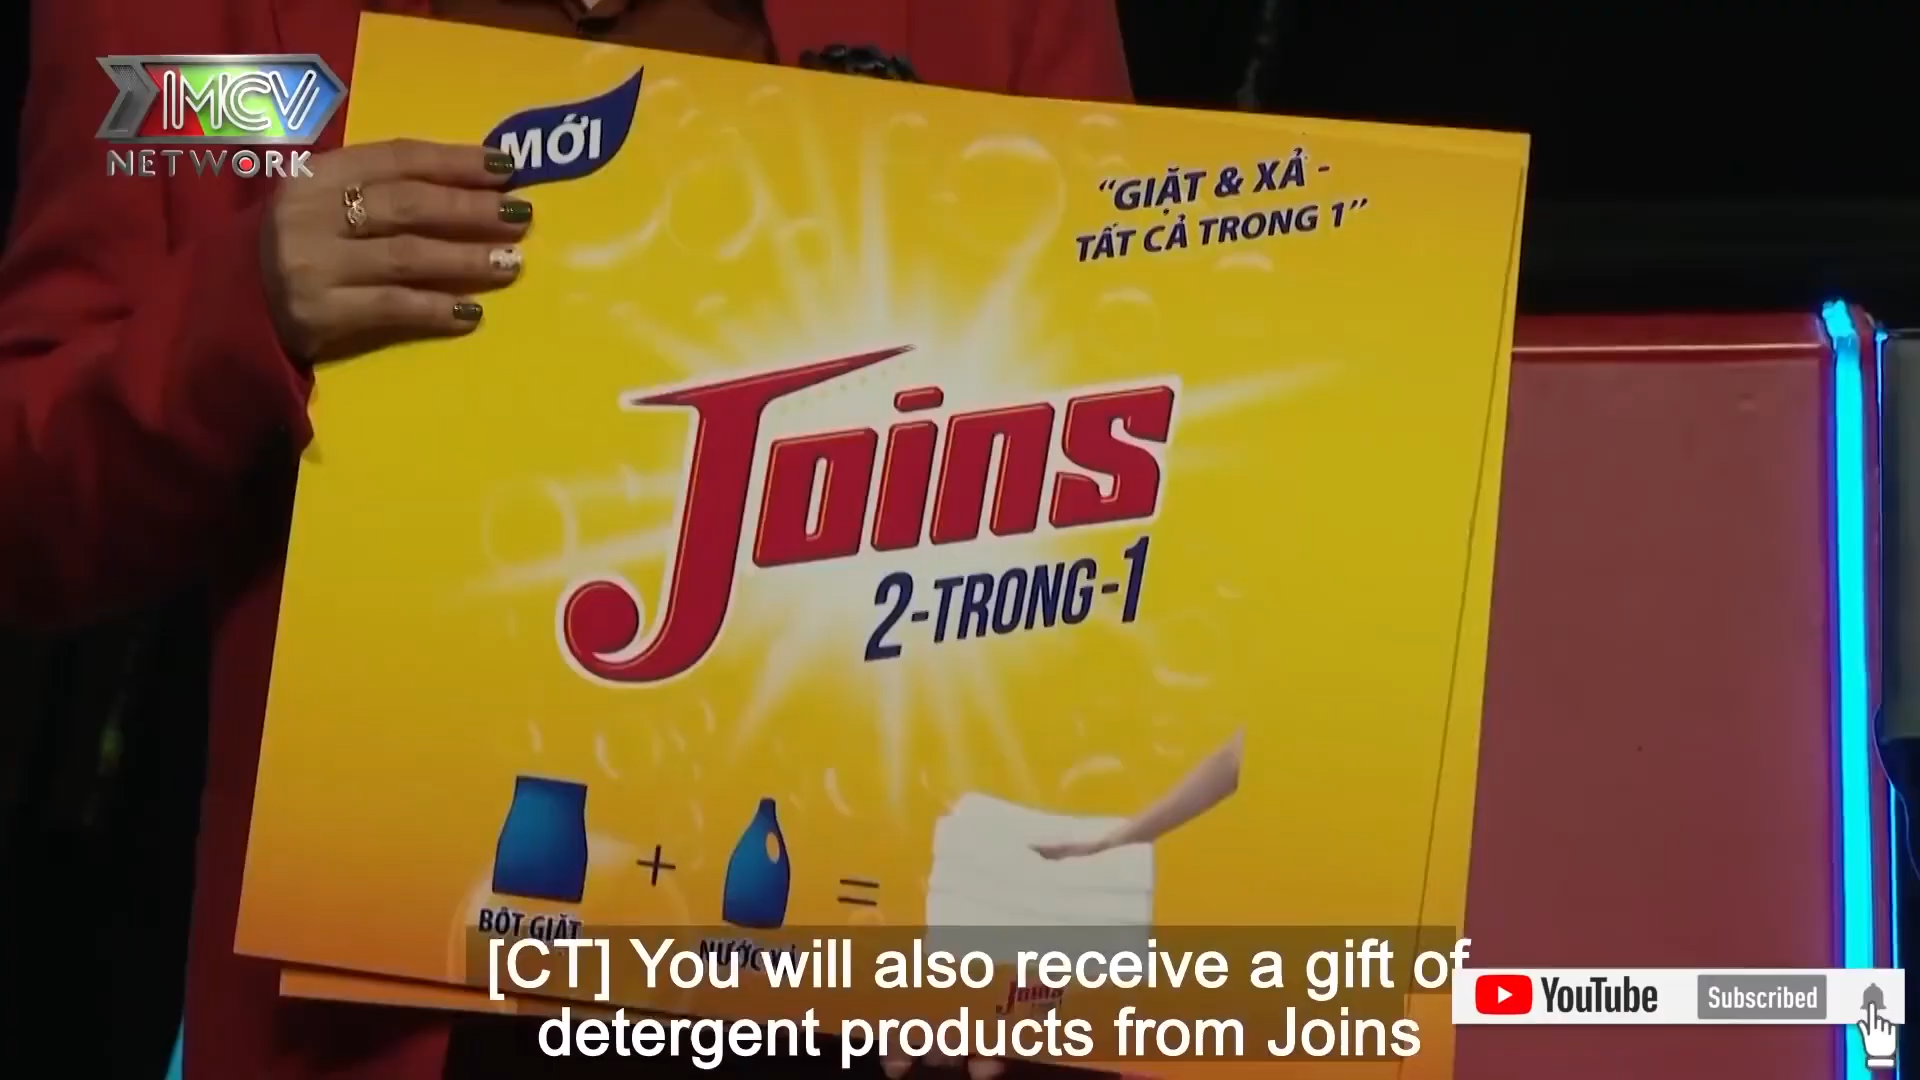 MCV
NETWORK
MỚI
“GIẶT & XẢ -
TẤT CẢ TRONG 1”
Joins
2-TRONG-1
+
=
BỘT GIẶT
Joins
[CT] You will also receive a gift of
detergent products from Joins
YouTube
Subscribed